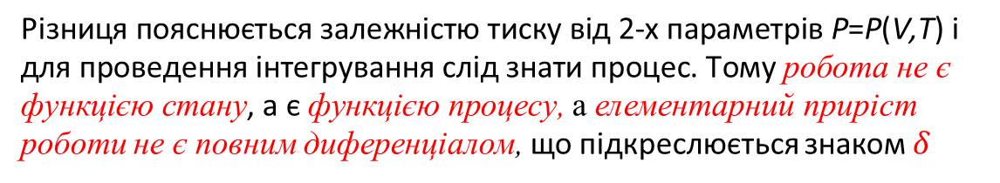 Різниця пояснюється залежністю тиску від 2-х параметрів P=P(V,T) і
для проведення інтегрування слід знати процес. Тому робота не є
функцією стану, а є функцією процесу, а елементарний приріст
роботи не є повним диференціалом, що підкреслюється знаком δ